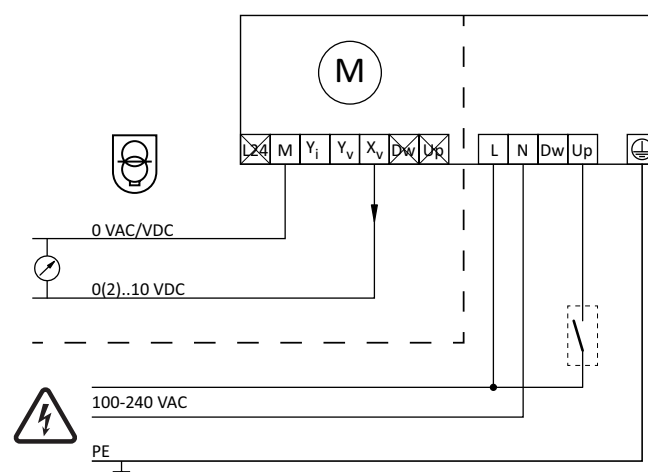 M
L24 M Yi Yv Xv Dw Up L N Dw Up
0 VAC/VDC
0(2)..10 VDC
100-240 VAC
PE